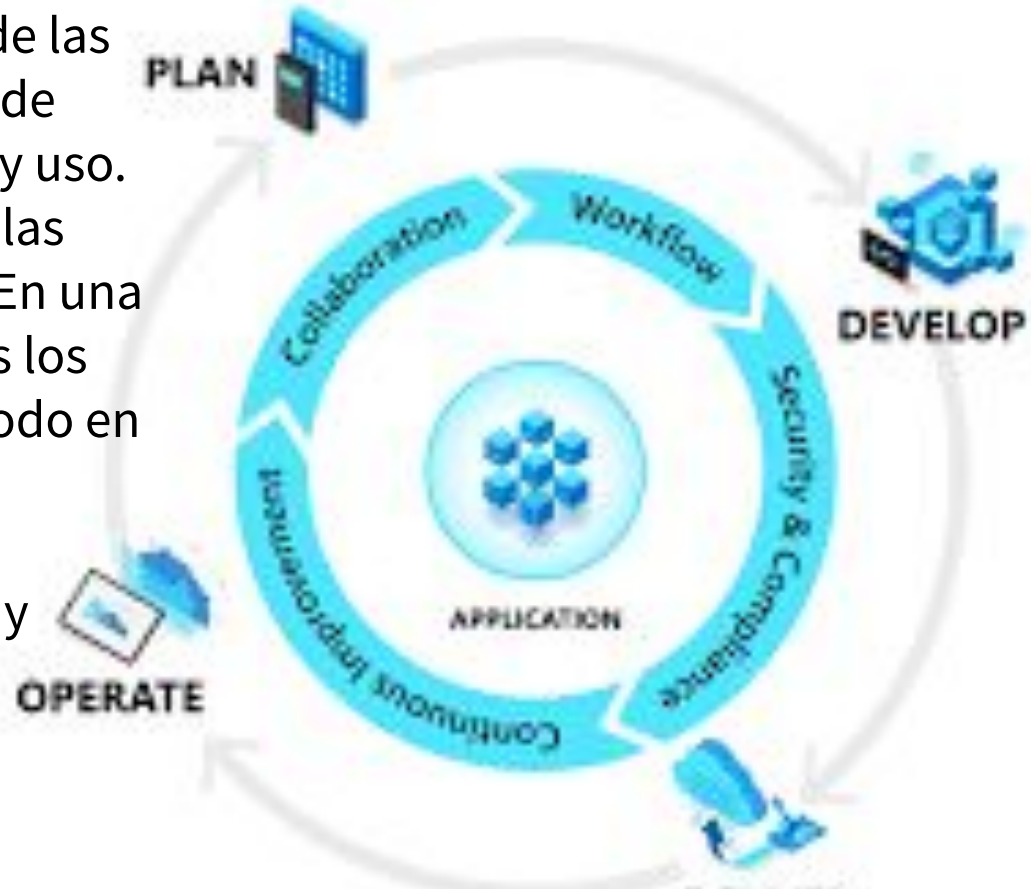 de las
de
y uso.
las
En una
s los
odo en
y
PLAN
DEVELOP
OPERATE
Collaboration
Workflow
Security & Compliance
Continuous Improvement
APPLICATION